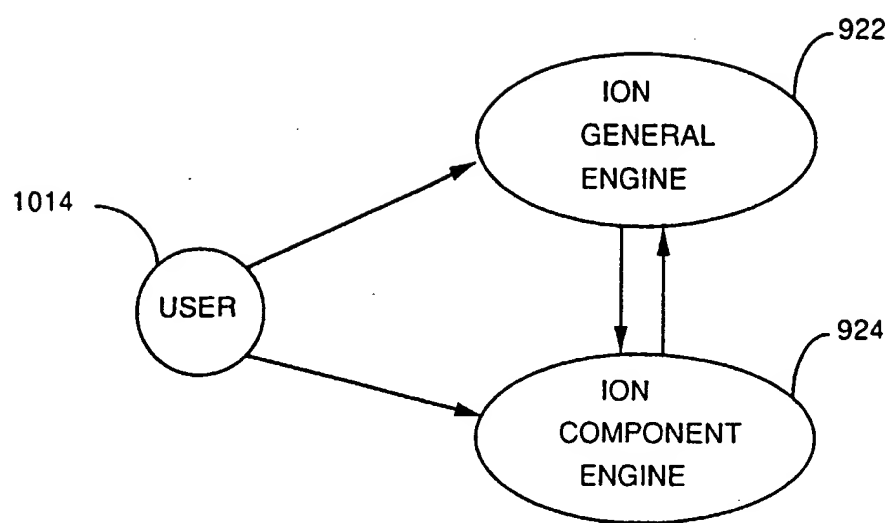 922
ION
GENERAL
ENGINE
1014
USER
924
ION
COMPONENT
ENGINE